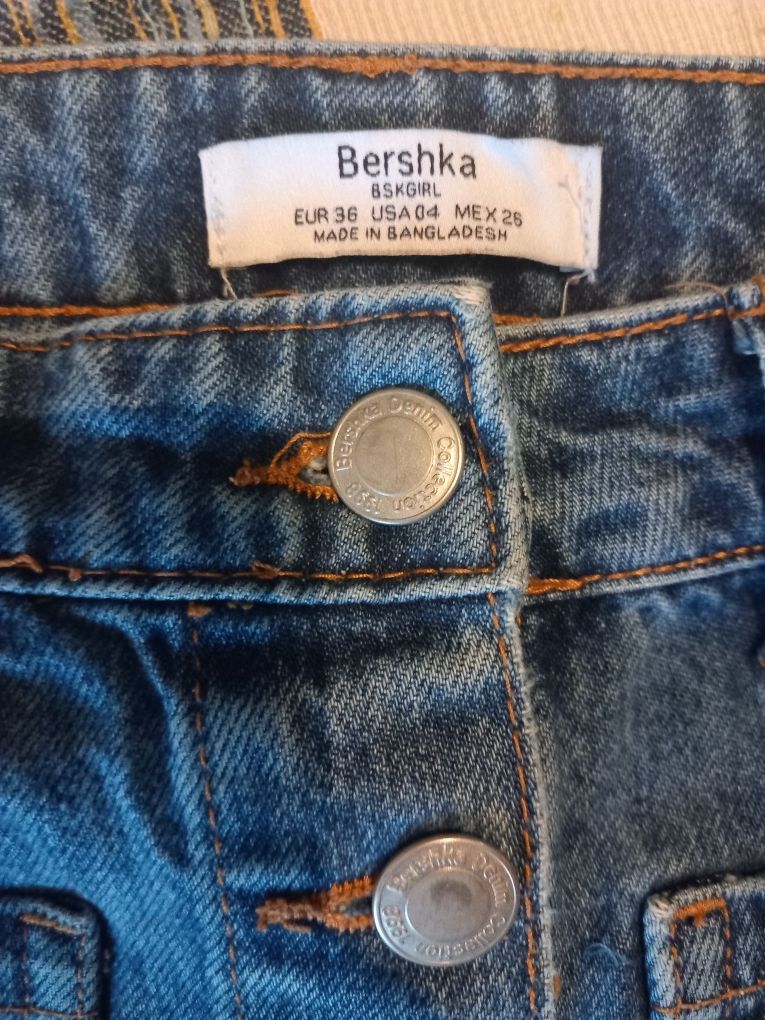 Bershka
BSKGIRL
EUR 36 USA 04 MEX 26
MADE IN BANGLADESH
Bershka Denim Collection 1998
Bershka Denim Collection 1998